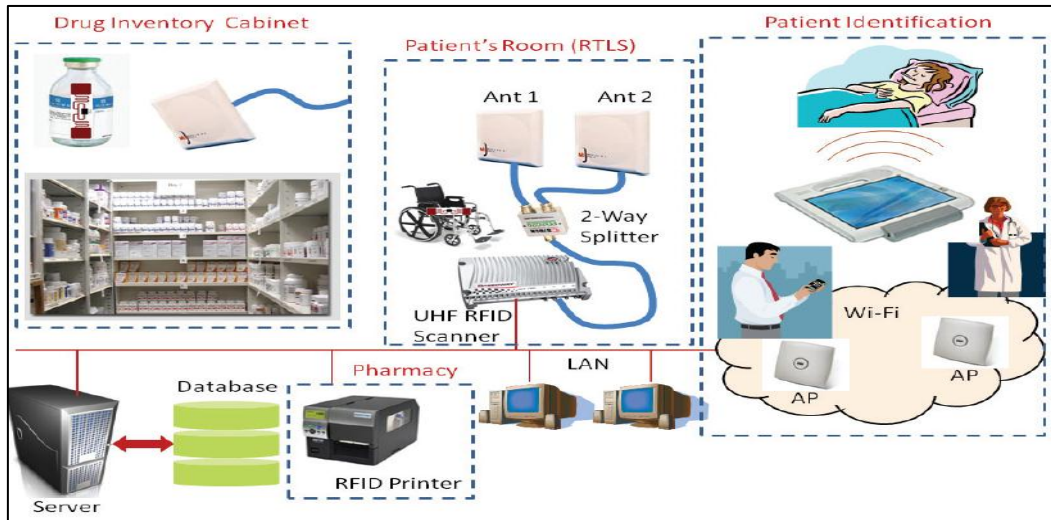 Drug Inventory Cabinet
Patient's Room (RTLS)
Ant 1
Ant 2
2-Way
Splitter
UHF RFID
Scanner
Patient Identification
Wi-Fi
AP
AP
LAN
Database
Pharmacy
RFID Printer
Server